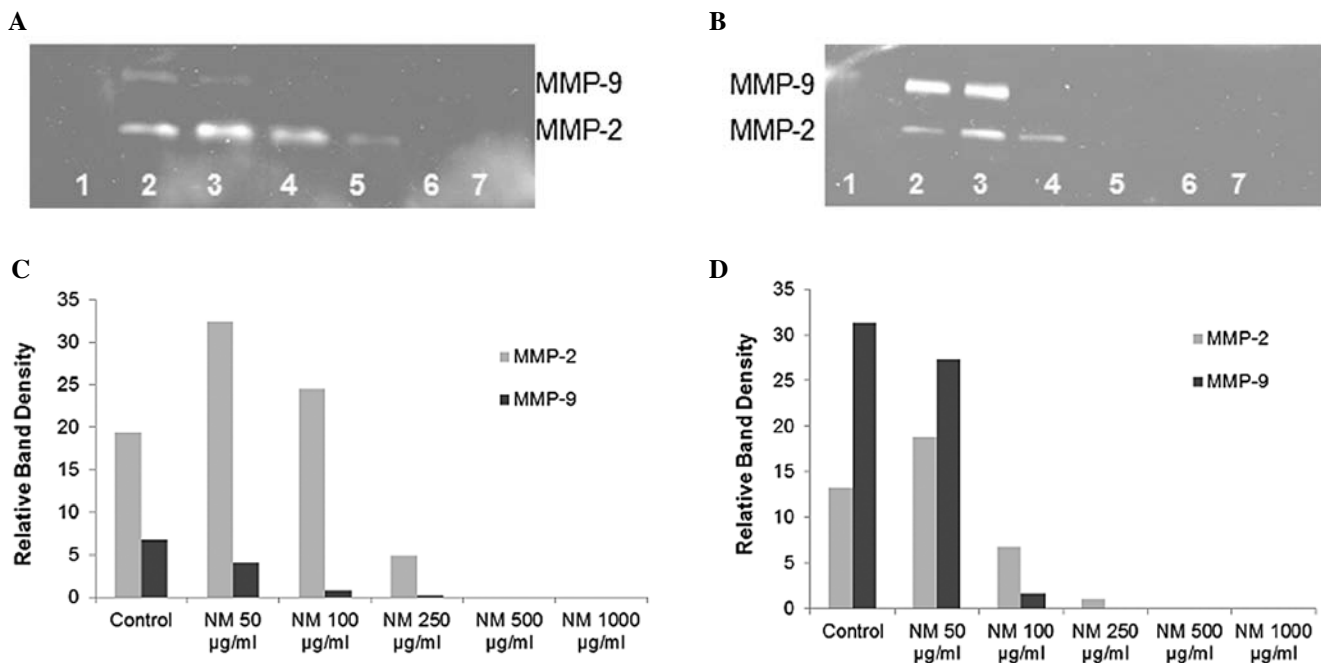 A
MMP-9
MMP-2
1 2 3 4 5 6 7
B
MMP-9
MMP-2
1 2 3 4 5 6 7
C
Relative Band Density
35
30
25
20
15
10
5
0
MMP-2
MMP-9
Control NM 50 NM 100 NM 250 NM 500 NM 1000
µg/ml µg/ml µg/ml µg/ml µg/ml
D
Relative Band Density
35
30
25
20
15
10
5
0
MMP-2
MMP-9
Control NM 50 NM 100 NM 250 NM 500 NM 1000
µg/ml µg/ml µg/ml µg/ml µg/ml